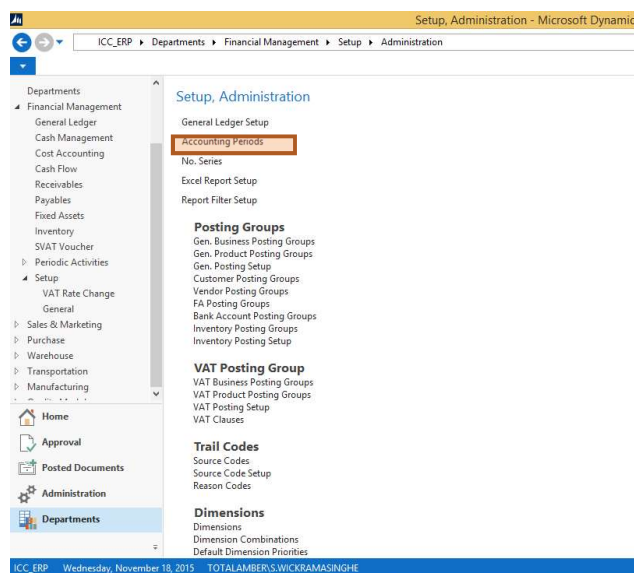 Setup, Administration - Microsoft Dynamic
ICC_ERP ▸ Departments ▸ Financial Management ▸ Setup ▸ Administration
Departments
Financial Management
General Ledger
Cash Management
Cost Accounting
Cash Flow
Receivables
Payables
Fixed Assets
Inventory
SVAT Voucher
Periodic Activities
Setup
VAT Rate Change
General
Sales & Marketing
Purchase
Warehouse
Transportation
Manufacturing
Home
Approval
Posted Documents
Administration
Departments
Setup, Administration
General Ledger Setup
Accounting Periods
No. Series
Excel Report Setup
Report Filter Setup
Posting Groups
Gen. Business Posting Groups
Gen. Product Posting Groups
Gen. Posting Setup
Customer Posting Groups
Vendor Posting Groups
FA Posting Groups
Bank Account Posting Groups
Inventory Posting Groups
Inventory Posting Setup
VAT Posting Group
VAT Business Posting Groups
VAT Product Posting Groups
VAT Posting Setup
VAT Clauses
Trail Codes
Source Codes
Source Code Setup
Reason Codes
Dimensions
Dimensions
Dimension Combinations
Default Dimension Priorities
ICC_ERP Wednesday, November 18, 2015 TOTALAMBER\S.WICKRAMASINGHE